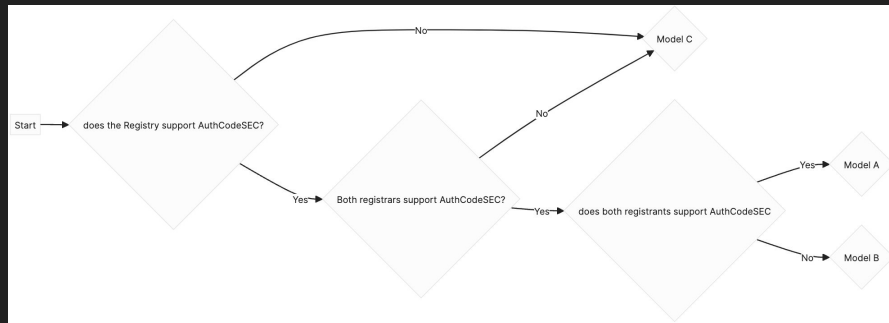 Start
does the Registry support AuthCodeSEC?
No
Model C
Yes
Both registrars support AuthCodeSEC?
No
Yes
does both registrants support AuthCodeSEC
Yes
Model A
No
Model B